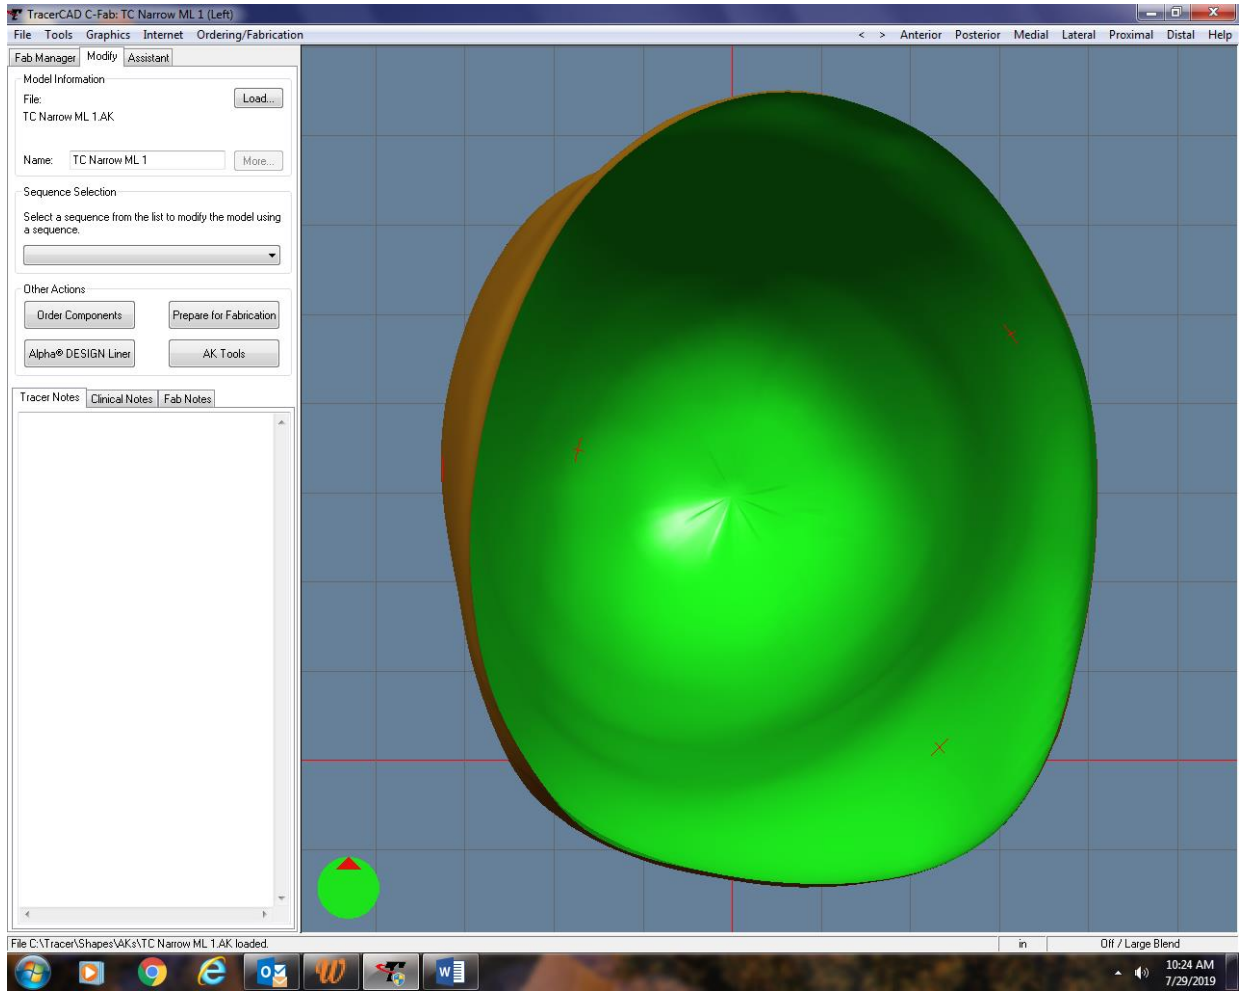 TracerCAD C-Fab: TC Narrow ML 1 (Left)
File Tools Graphics Internet Ordering/Fabrication < > Anterior Posterior Medial Lateral Proximal Distal Help
Fab Manager Modify Assistant
Model Information
File: Load...
TC Narrow ML 1.AK
Name: TC Narrow ML 1 More...
Sequence Selection
Select a sequence from the list to modify the model using
a sequence.
Other Actions
Order Components Prepare for Fabrication
Alpha® DESIGN Liner AK Tools
Tracer Notes Clinical Notes Fab Notes
File C:\Tracer\Shapes\AKs\TC Narrow ML 1.AK loaded. in Off / Large Blend
10:24 AM
7/29/2019